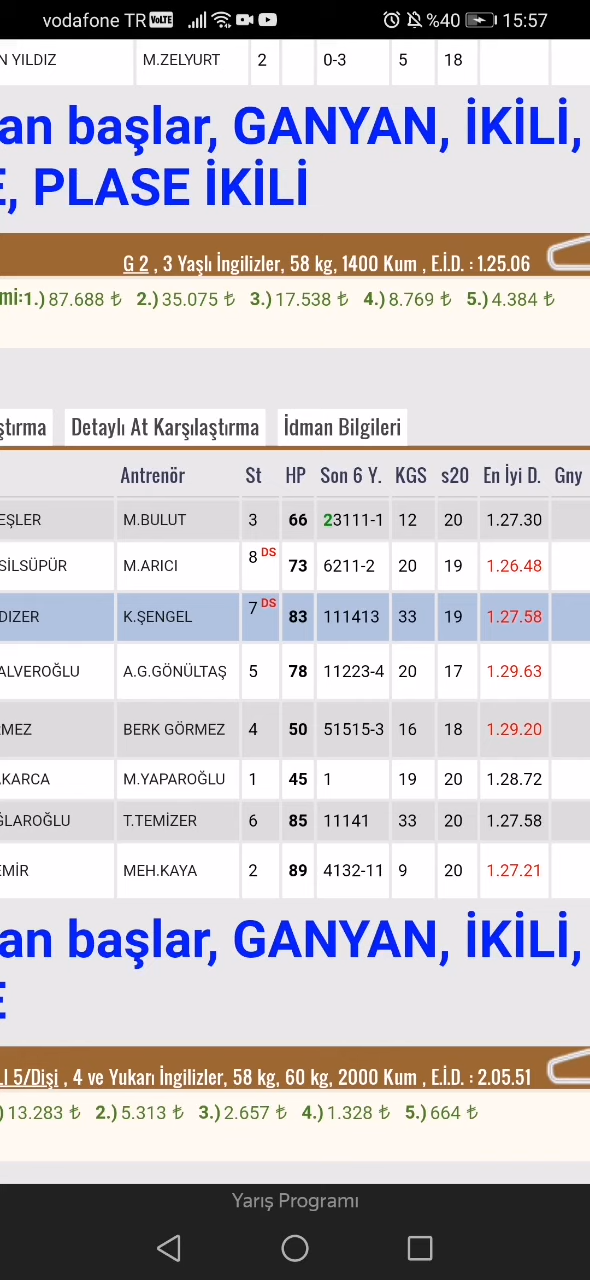 vodafone TR VoLTE %40 15:57
N YILDIZ M.ZELYURT 2 0-3 5 18
an başlar, GANYAN, İKİLİ,
E, PLASE İKİLİ
G 2 , 3 Yaşlı İngilizler, 58 kg, 1400 Kum , E.İ.D. : 1.25.06
mi:1.) 87.688 ₺ 2.) 35.075 ₺ 3.) 17.538 ₺ 4.) 8.769 ₺ 5.) 4.384 ₺
ştırma Detaylı At Karşılaştırma İdman Bilgileri
Antrenör St HP Son 6 Y. KGS s20 En İyi D. Gny
EŞLER M.BULUT 3 66 23111-1 12 20 1.27.30
SİLSÜPÜR M.ARICI 8 DS 73 6211-2 20 19 1.26.48
DIZER K.ŞENGEL 7 DS 83 111413 33 19 1.27.58
ALVEROĞLU A.G.GÖNÜLTAŞ 5 78 11223-4 20 17 1.29.63
RMEZ BERK GÖRMEZ 4 50 51515-3 16 18 1.29.20
AKARCA M.YAPAROĞLU 1 45 1 19 20 1.28.72
ĞLAROĞLU T.TEMİZER 6 85 11141 33 20 1.27.58
EMİR MEH.KAYA 2 89 4132-11 9 20 1.27.21
an başlar, GANYAN, İKİLİ,
E
LI 5/Dişi , 4 ve Yukarı İngilizler, 58 kg, 60 kg, 2000 Kum , E.İ.D. : 2.05.51
) 13.283 ₺ 2.) 5.313 ₺ 3.) 2.657 ₺ 4.) 1.328 ₺ 5.) 664 ₺
Yarış Programı